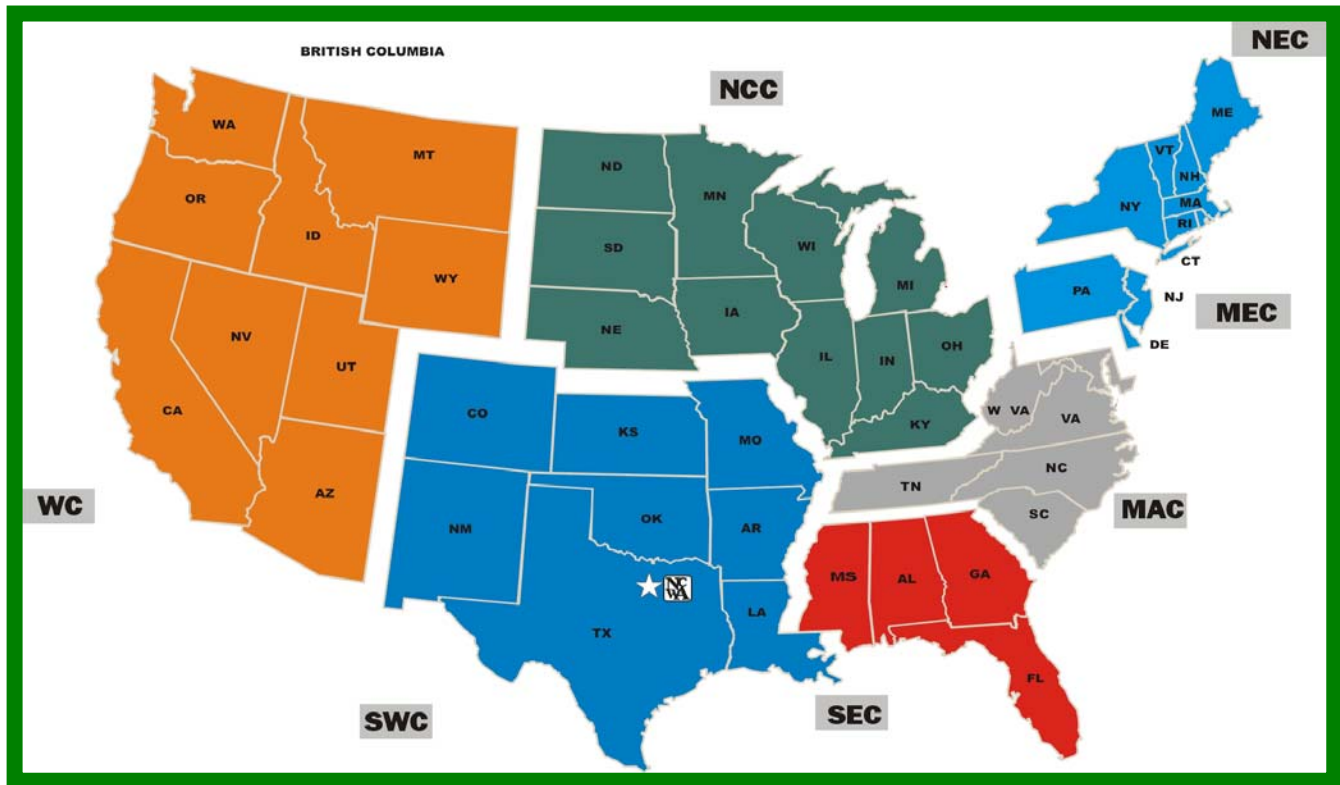 NEC
BRITISH COLUMBIA
NCC
ME
WA
VT
MT
ND
NH
MN
OR
MA
NY
RI
ID
WI
SD
CT
WY
MI
PA
NJ
IA
MEC
NE
NV
OH
DE
IL
IN
UT
CA
CO
W VA
VA
KY
KS
MO
NC
TN
AZ
WC
MAC
SC
OK
NM
AR
MS
AL
GA
NCWA
LA
TX
FL
SWC
SEC